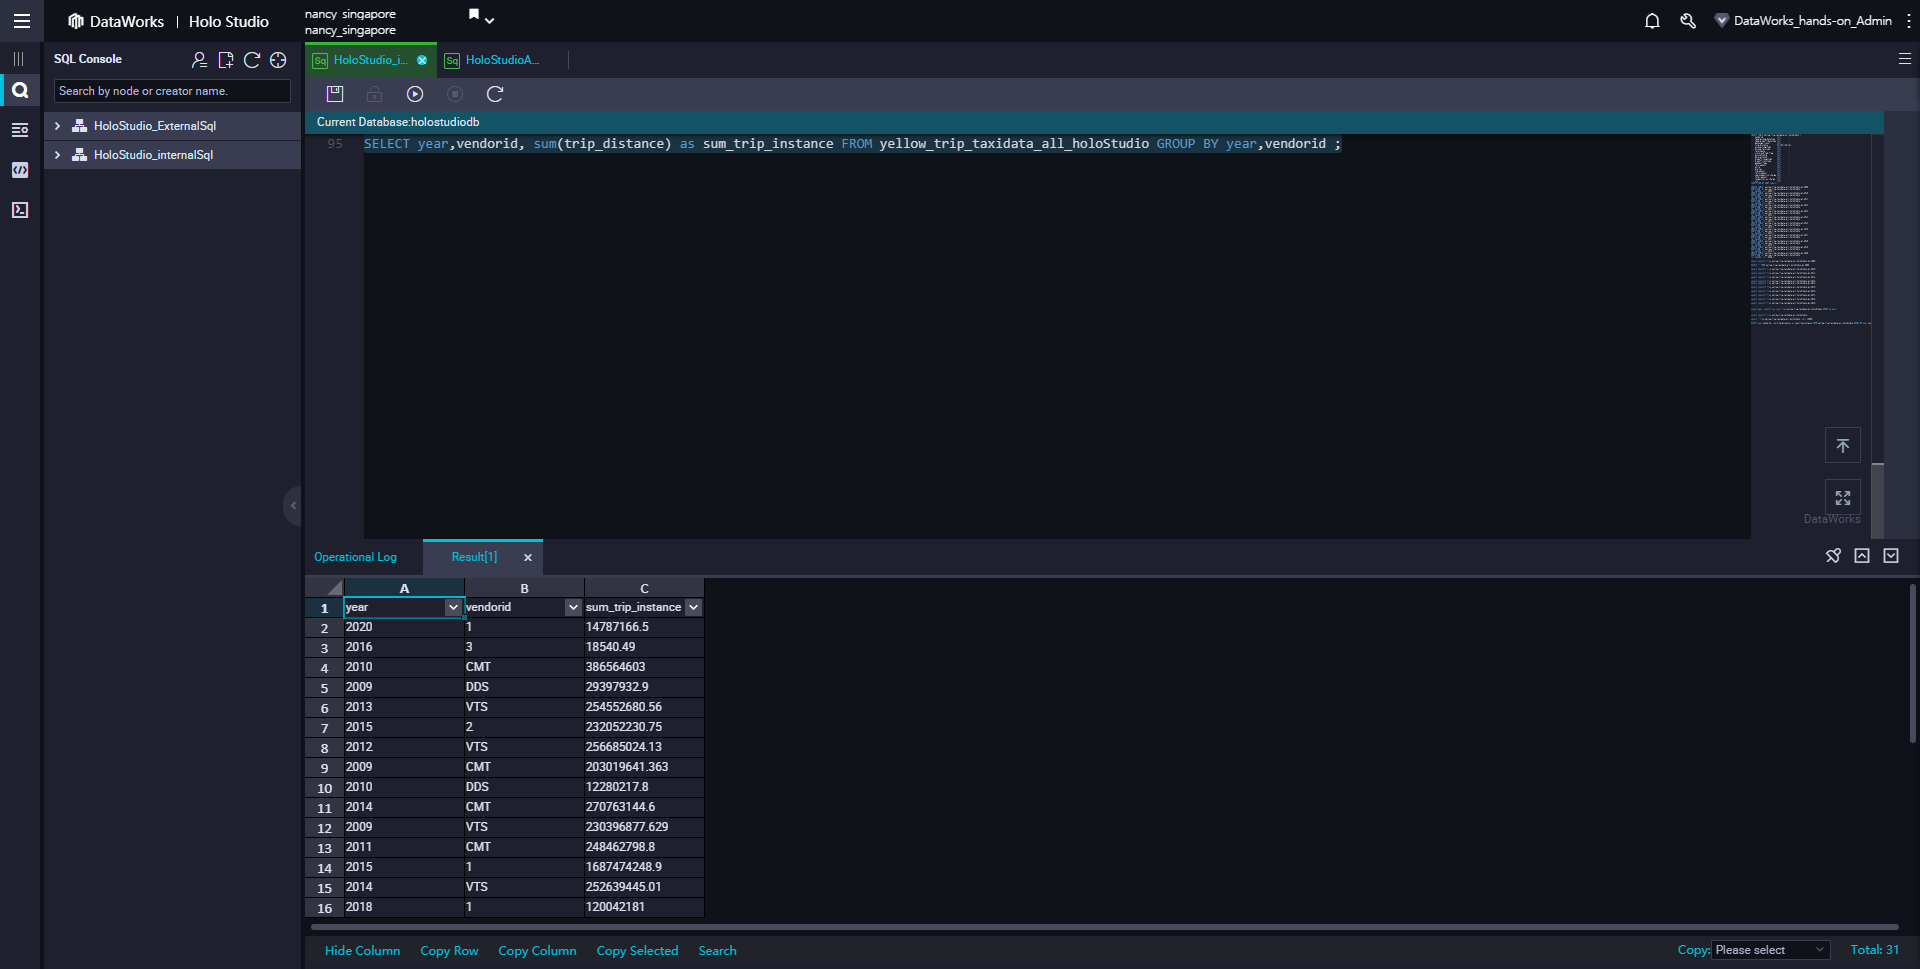 DataWorks | Holo Studio
nancy_singapore
nancy_singapore
DataWorks_hands-on_Admin
SQL Console
Search by node or creator name.
HoloStudio_ExternalSql
HoloStudio_internalSql
Sq HoloStudio_i...
Sq HoloStudioA...
Current Database:holostudiodb
95 SELECT year,vendorid, sum(trip_distance) as sum_trip_instance FROM yellow_trip_taxidata_all_holoStudio GROUP BY year,vendorid ;
DataWorks
Operational Log
Result[1]
A B C
1 year vendorid sum_trip_instance
2 2020 1 14787166.5
3 2016 3 18540.49
4 2010 CMT 386564603
5 2009 DDS 29397932.9
6 2013 VTS 254552680.56
7 2015 2 232052230.75
8 2012 VTS 256685024.13
9 2009 CMT 203019641.363
10 2010 DDS 12280217.8
11 2014 CMT 270763144.6
12 2009 VTS 230396877.629
13 2011 CMT 248462798.8
14 2015 1 1687474248.9
15 2014 VTS 252639445.01
16 2018 1 120042181
Hide Column
Copy Row
Copy Column
Copy Selected
Search
Copy: Please select
Total: 31